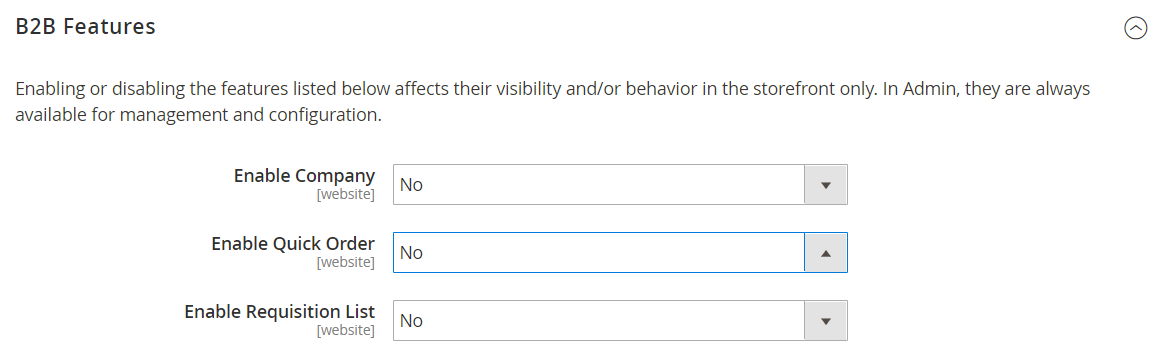 B2B Features
Enabling or disabling the features listed below affects their visibility and/or behavior in the storefront only. In Admin, they are always
available for management and configuration.
Enable Company
[website]
No
Enable Quick Order
[website]
No
Enable Requisition List
[website]
No